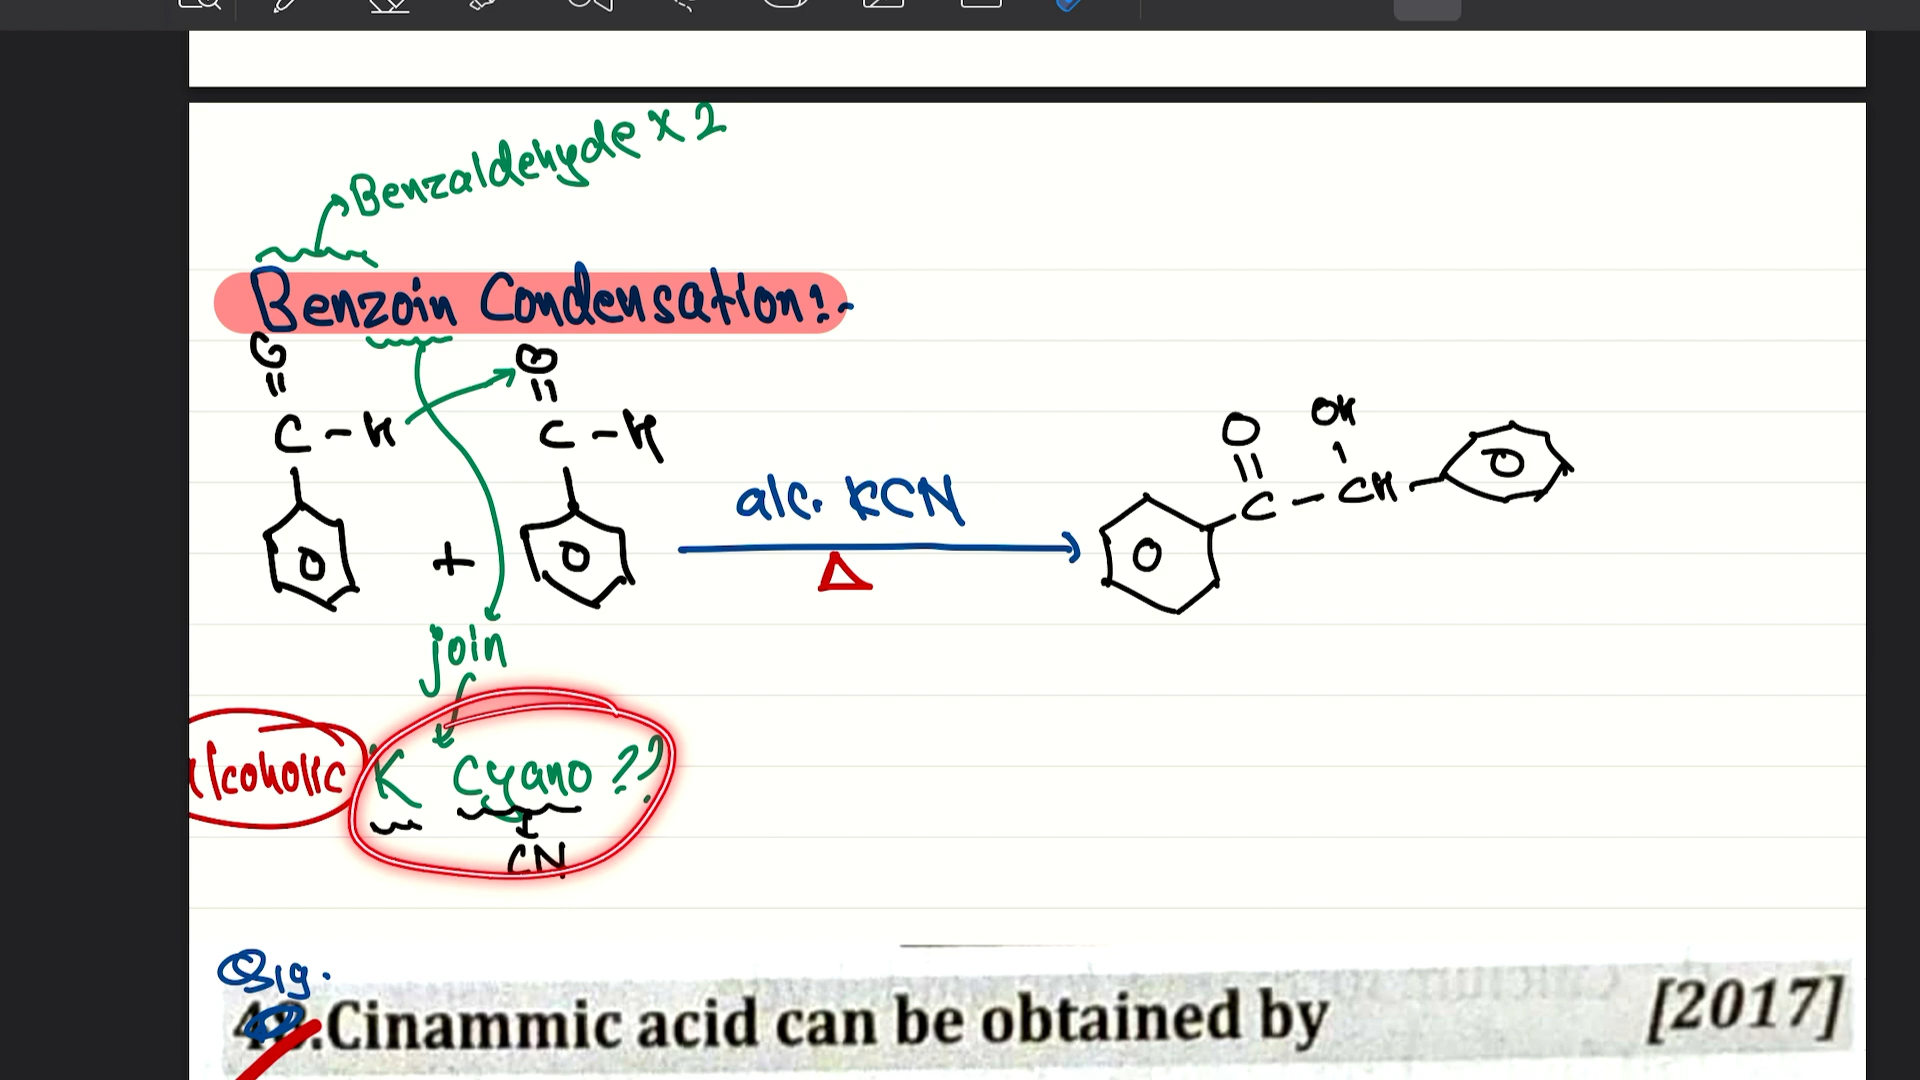 Benzaldehyde x 2
Benzoin Condensation:-
O O
C - H C - H
+
alc. KCN
Δ
O OH
C - CH
join
alcoholic K Cyano ??
CN
Q19.
.Cinammic acid can be obtained by [2017]